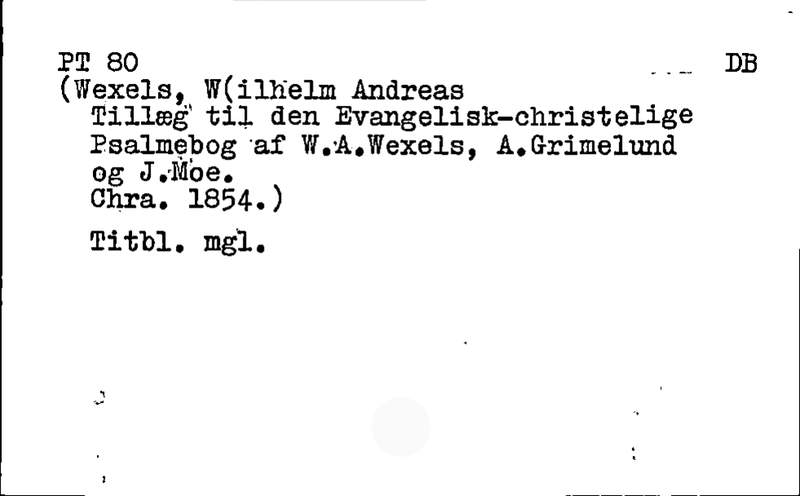 PT 80 DB
(Wexels, W(ilhelm Andreas
Tillæg til den Evangelisk-christelige
Psalmebog af W.A.Wexels, A.Grimelund
og J.Moe.
Chra. 1854.)
Titbl. mgl.